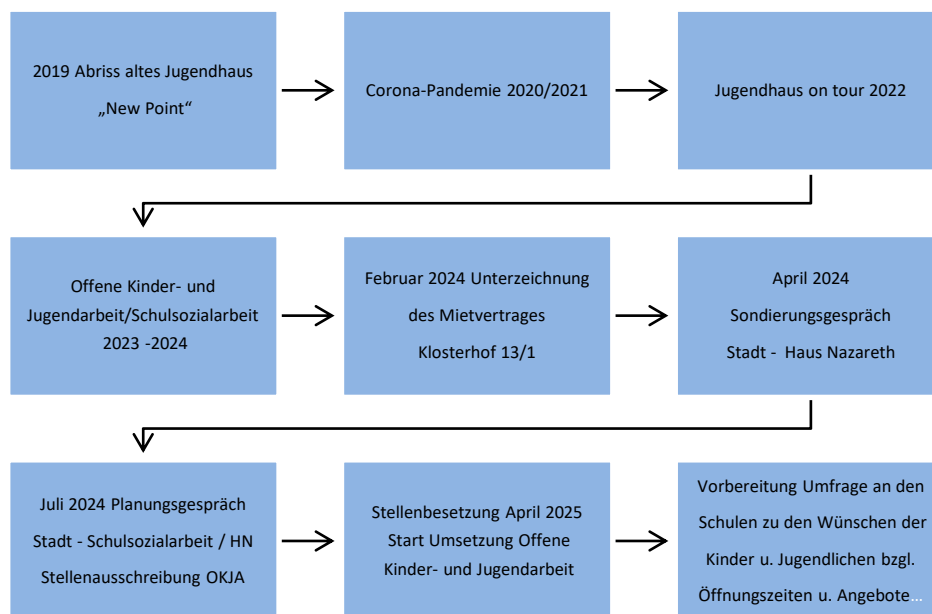 2019 Abriss altes Jugendhaus
„New Point“
Corona-Pandemie 2020/2021
Jugendhaus on tour 2022
Offene Kinder- und
Jugendarbeit/Schulsozialarbeit
2023 -2024
Februar 2024 Unterzeichnung
des Mietvertrages
Klosterhof 13/1
April 2024
Sondierungsgespräch
Stadt - Haus Nazareth
Juli 2024 Planungsgespräch
Stadt - Schulsozialarbeit / HN
Stellenausschreibung OKJA
Stellenbesetzung April 2025
Start Umsetzung Offene
Kinder- und Jugendarbeit
Vorbereitung Umfrage an den
Schulen zu den Wünschen der
Kinder u. Jugendlichen bzgl.
Öffnungszeiten u. Angebote...